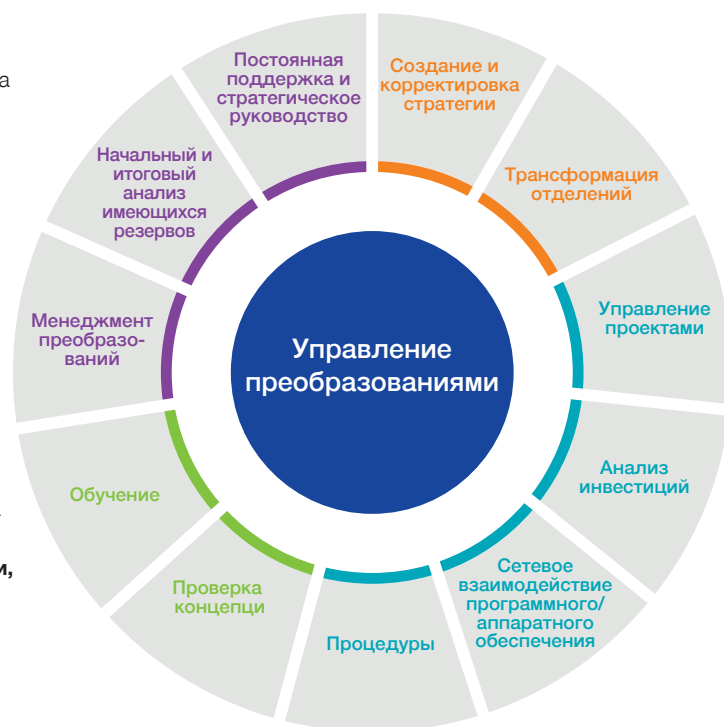 а
Постоянная
поддержка и
стратегическое
руководство
Создание и
корректировка
стратегии
Трансформация
отделений
Управление
проектами
Анализ
инвестиций
Сетевое
взаимодействие
программного/
аппаратного
обеспечения
Процедуры
Проверка
концепци
Обучение
Менеджмент
преобразо-
ваний
Начальный и
итоговый
анализ
имеющихся
резервов
Управление
преобразованиями
и,